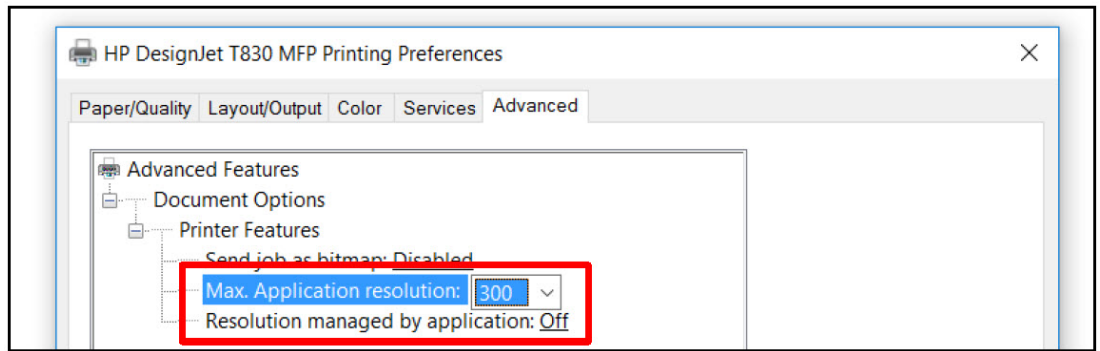 HP DesignJet T830 MFP Printing Preferences
Paper/Quality Layout/Output Color Services Advanced
Advanced Features
Document Options
Printer Features
Send job as bitmap: Disabled
Max. Application resolution: 300
Resolution managed by application: Off